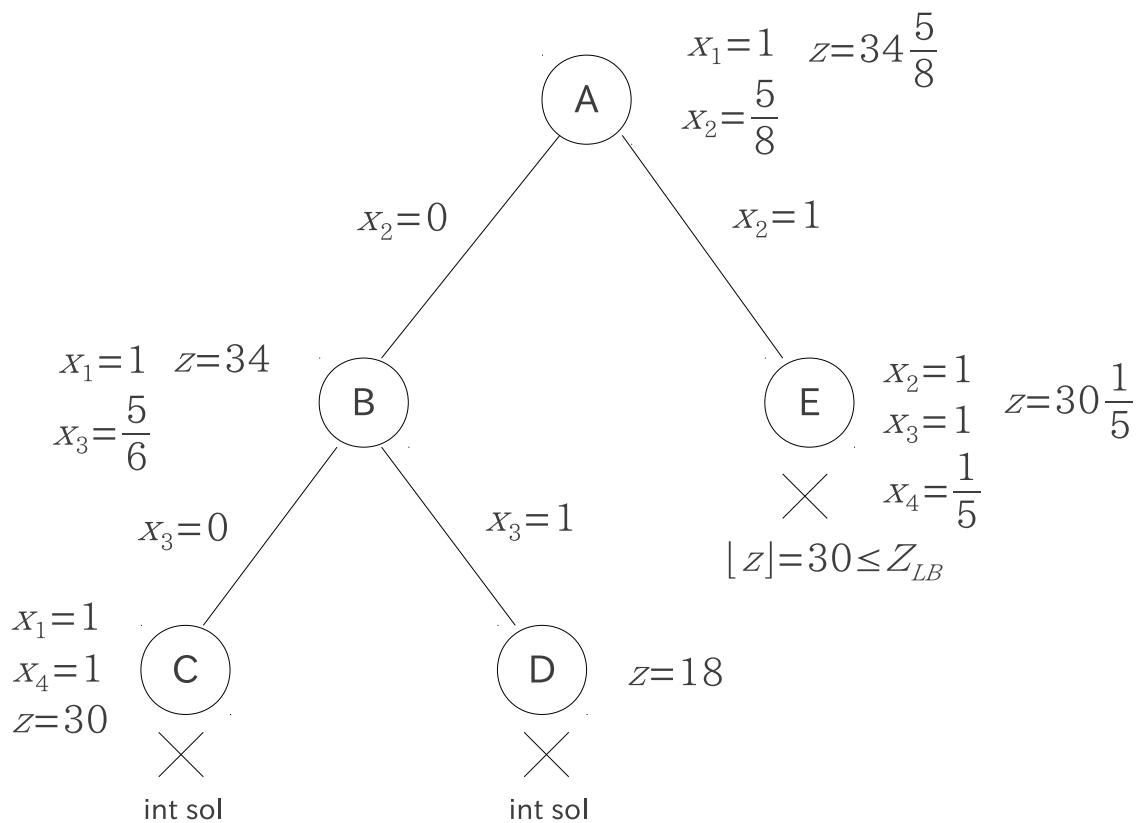 A
x₁=1 z=34 5/8
x₂=5/8
x₂=0
x₂=1
x₁=1 z=34
x₃=5/6
B
E
x₂=1
x₃=1 z=30 1/5
x₄=1/5
⌊z⌋=30≤Z_LB
x₃=0
x₃=1
x₁=1
x₄=1
z=30
C
D
z=18
int sol
int sol